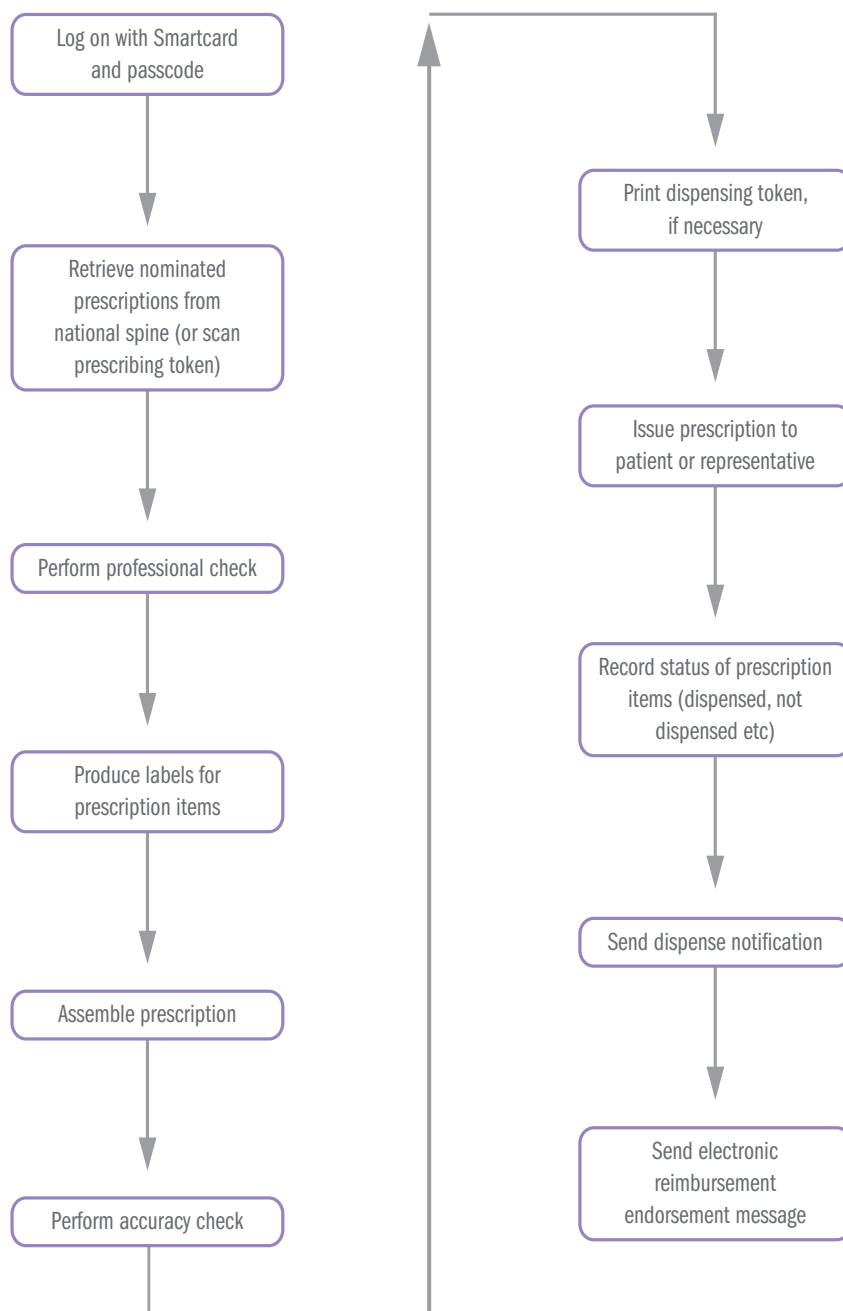 Log on with Smartcard
and passcode
Retrieve nominated
prescriptions from
national spine (or scan
prescribing token)
Perform professional check
Produce labels for
prescription items
Assemble prescription
Perform accuracy check
Print dispensing token,
if necessary
Issue prescription to
patient or representative
Record status of prescription
items (dispensed, not
dispensed etc)
Send dispense notification
Send electronic
reimbursement
endorsement message